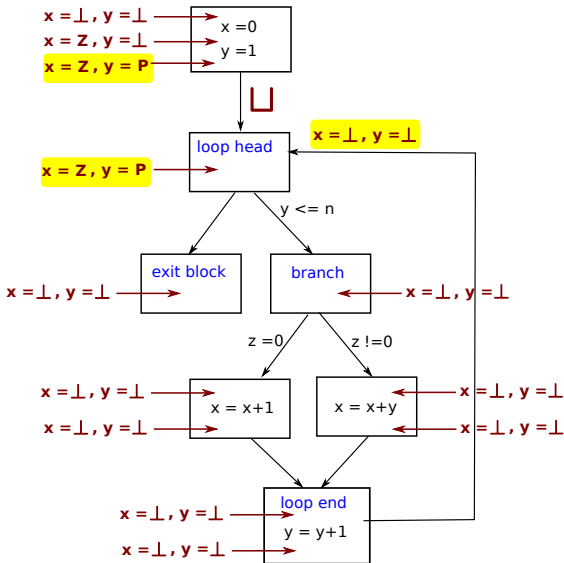 x =⊥, y =⊥
x = Z, y =⊥
x = Z, y = P
x =0
y =1
⊔
x =⊥, y =⊥
loop head
x = Z, y = P
y <= n
exit block
branch
x =⊥, y =⊥
x =⊥, y =⊥
z =0
z !=0
x =⊥, y =⊥
x = x+1
x =⊥, y =⊥
x = x+y
x =⊥, y =⊥
x =⊥, y =⊥
loop end
x =⊥, y =⊥
y = y+1
x =⊥, y =⊥